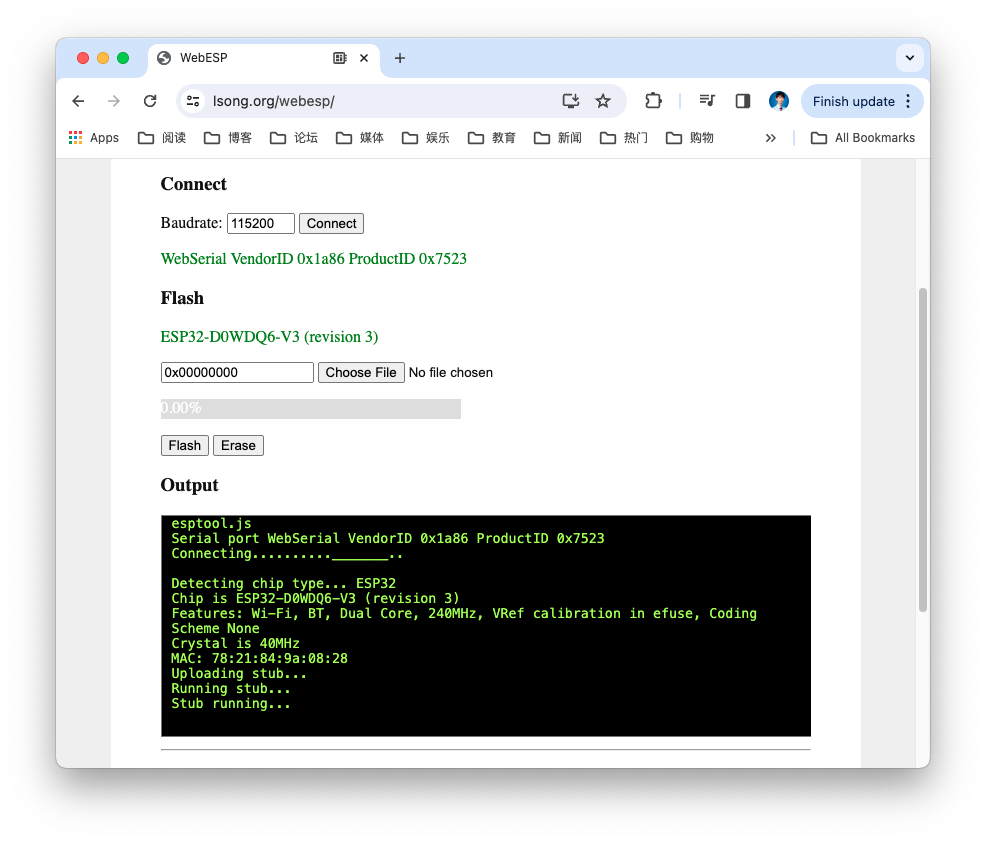 WebESP
lsong.org/webesp/
Finish update
Apps 阅读 博客 论坛 媒体 娱乐 教育 新闻 热门 购物 » All Bookmarks
Connect
Baudrate: 115200 Connect
WebSerial VendorID 0x1a86 ProductID 0x7523
Flash
ESP32-D0WDQ6-V3 (revision 3)
0x00000000 Choose File No file chosen
0.00%
Flash Erase
Output
esptool.js
Serial port WebSerial VendorID 0x1a86 ProductID 0x7523
Connecting.........._______..
Detecting chip type... ESP32
Chip is ESP32-D0WDQ6-V3 (revision 3)
Features: Wi-Fi, BT, Dual Core, 240MHz, VRef calibration in efuse, Coding
Scheme None
Crystal is 40MHz
MAC: 78:21:84:9a:08:28
Uploading stub...
Running stub...
Stub running...